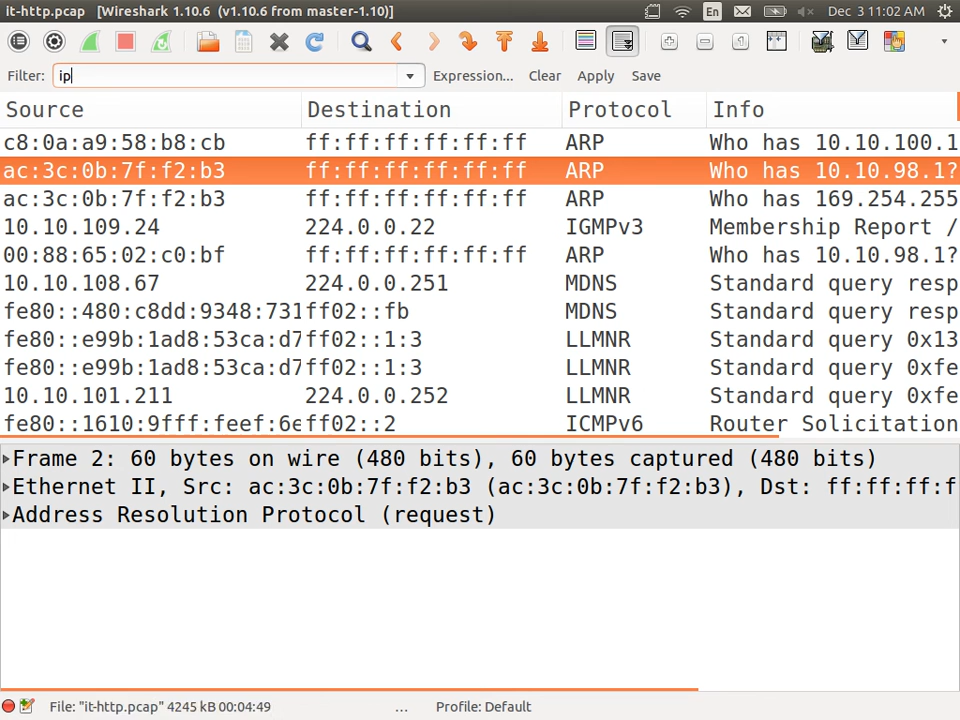 it-http.pcap [Wireshark 1.10.6 (v1.10.6 from master-1.10)] En Dec 3 11:02 AM
Filter: ip Expression... Clear Apply Save
Source Destination Protocol Info
c8:0a:a9:58:b8:cb ff:ff:ff:ff:ff:ff ARP Who has 10.10.100.1
ac:3c:0b:7f:f2:b3 ff:ff:ff:ff:ff:ff ARP Who has 10.10.98.1?
ac:3c:0b:7f:f2:b3 ff:ff:ff:ff:ff:ff ARP Who has 169.254.255
10.10.109.24 224.0.0.22 IGMPv3 Membership Report /
00:88:65:02:c0:bf ff:ff:ff:ff:ff:ff ARP Who has 10.10.98.1?
10.10.108.67 224.0.0.251 MDNS Standard query resp
fe80::480:c8dd:9348:731 ff02::fb MDNS Standard query resp
fe80::e99b:1ad8:53ca:d7 ff02::1:3 LLMNR Standard query 0x13
fe80::e99b:1ad8:53ca:d7 ff02::1:3 LLMNR Standard query 0xfe
10.10.101.211 224.0.0.252 LLMNR Standard query 0xfe
fe80::1610:9fff:feef:6e ff02::2 ICMPv6 Router Solicitation
Frame 2: 60 bytes on wire (480 bits), 60 bytes captured (480 bits)
Ethernet II, Src: ac:3c:0b:7f:f2:b3 (ac:3c:0b:7f:f2:b3), Dst: ff:ff:ff:f
Address Resolution Protocol (request)
File: "it-http.pcap" 4245 kB 00:04:49 ... Profile: Default